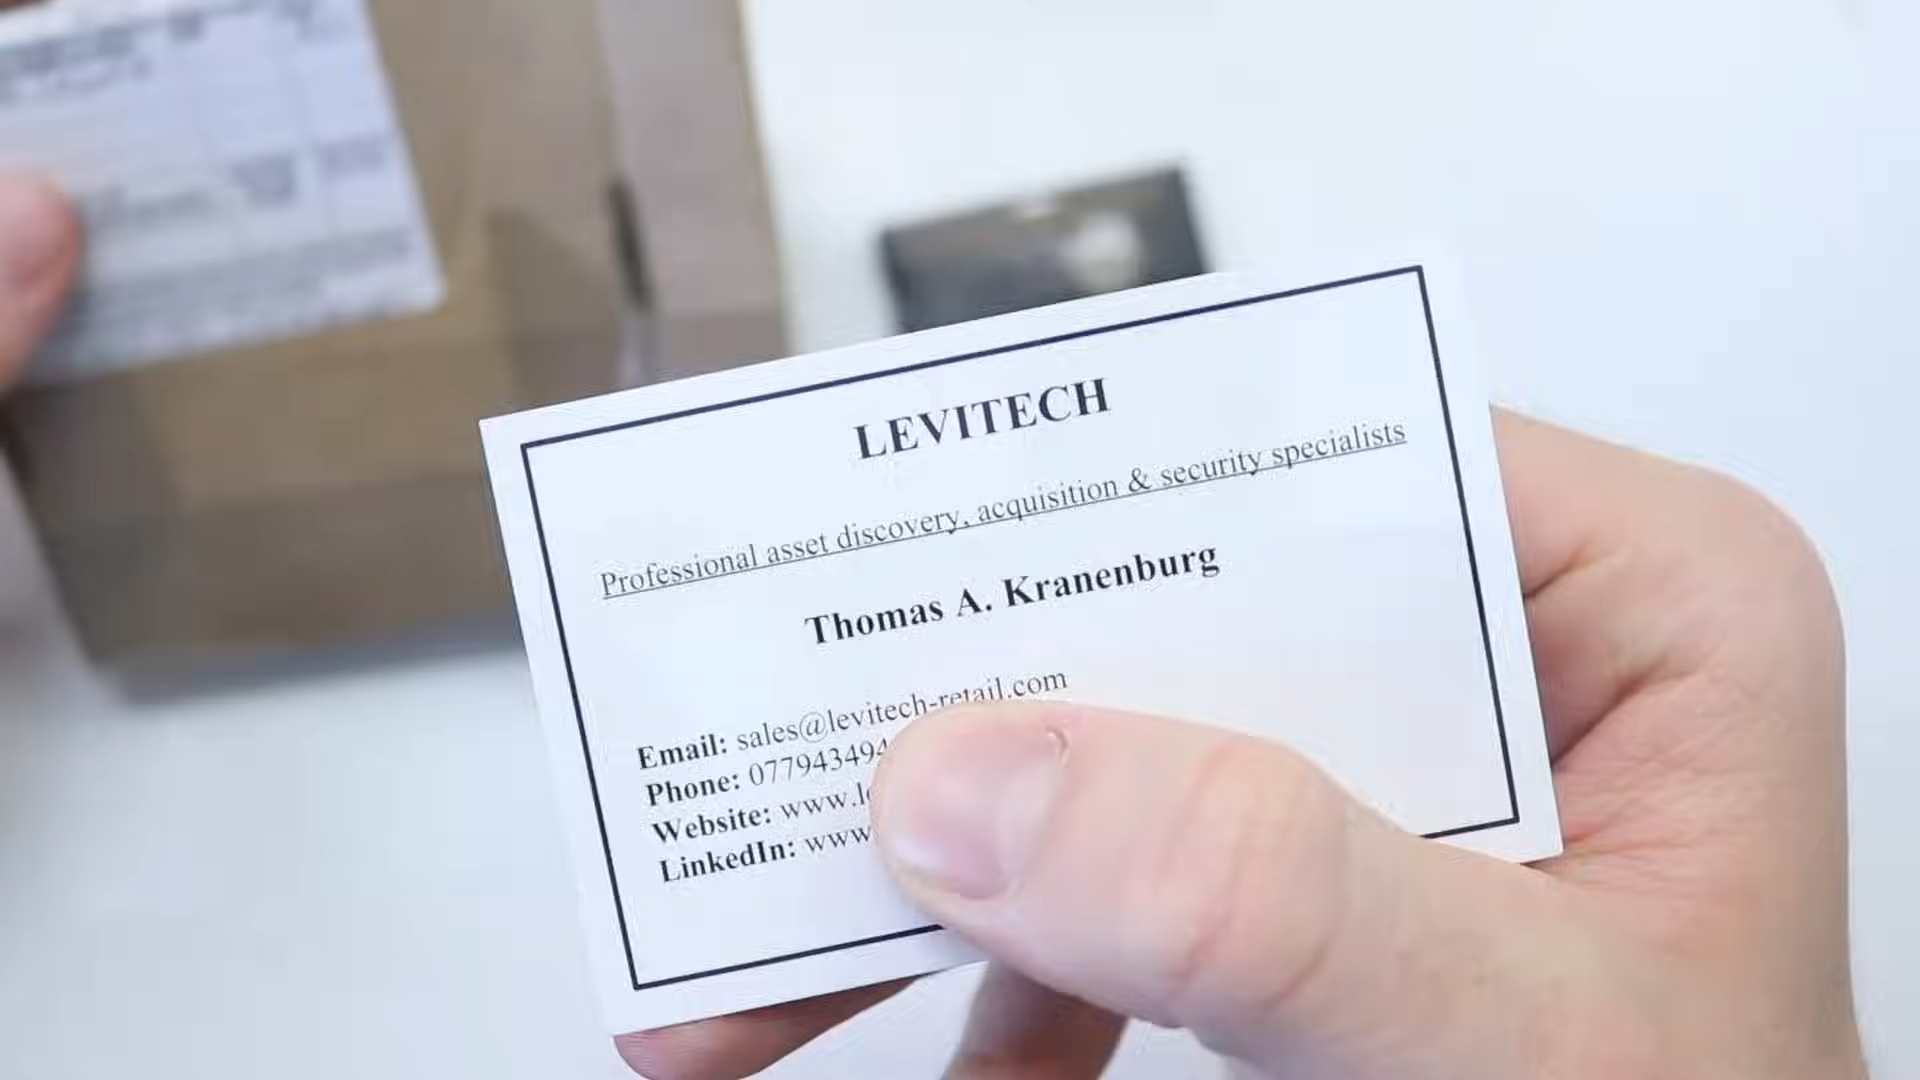 LEVITECH
Professional asset discovery, acquisition & security specialists
Thomas A. Kranenburg
Email: sales@levitech-retail.com
Phone: 077943494
Website: www.l
LinkedIn: www